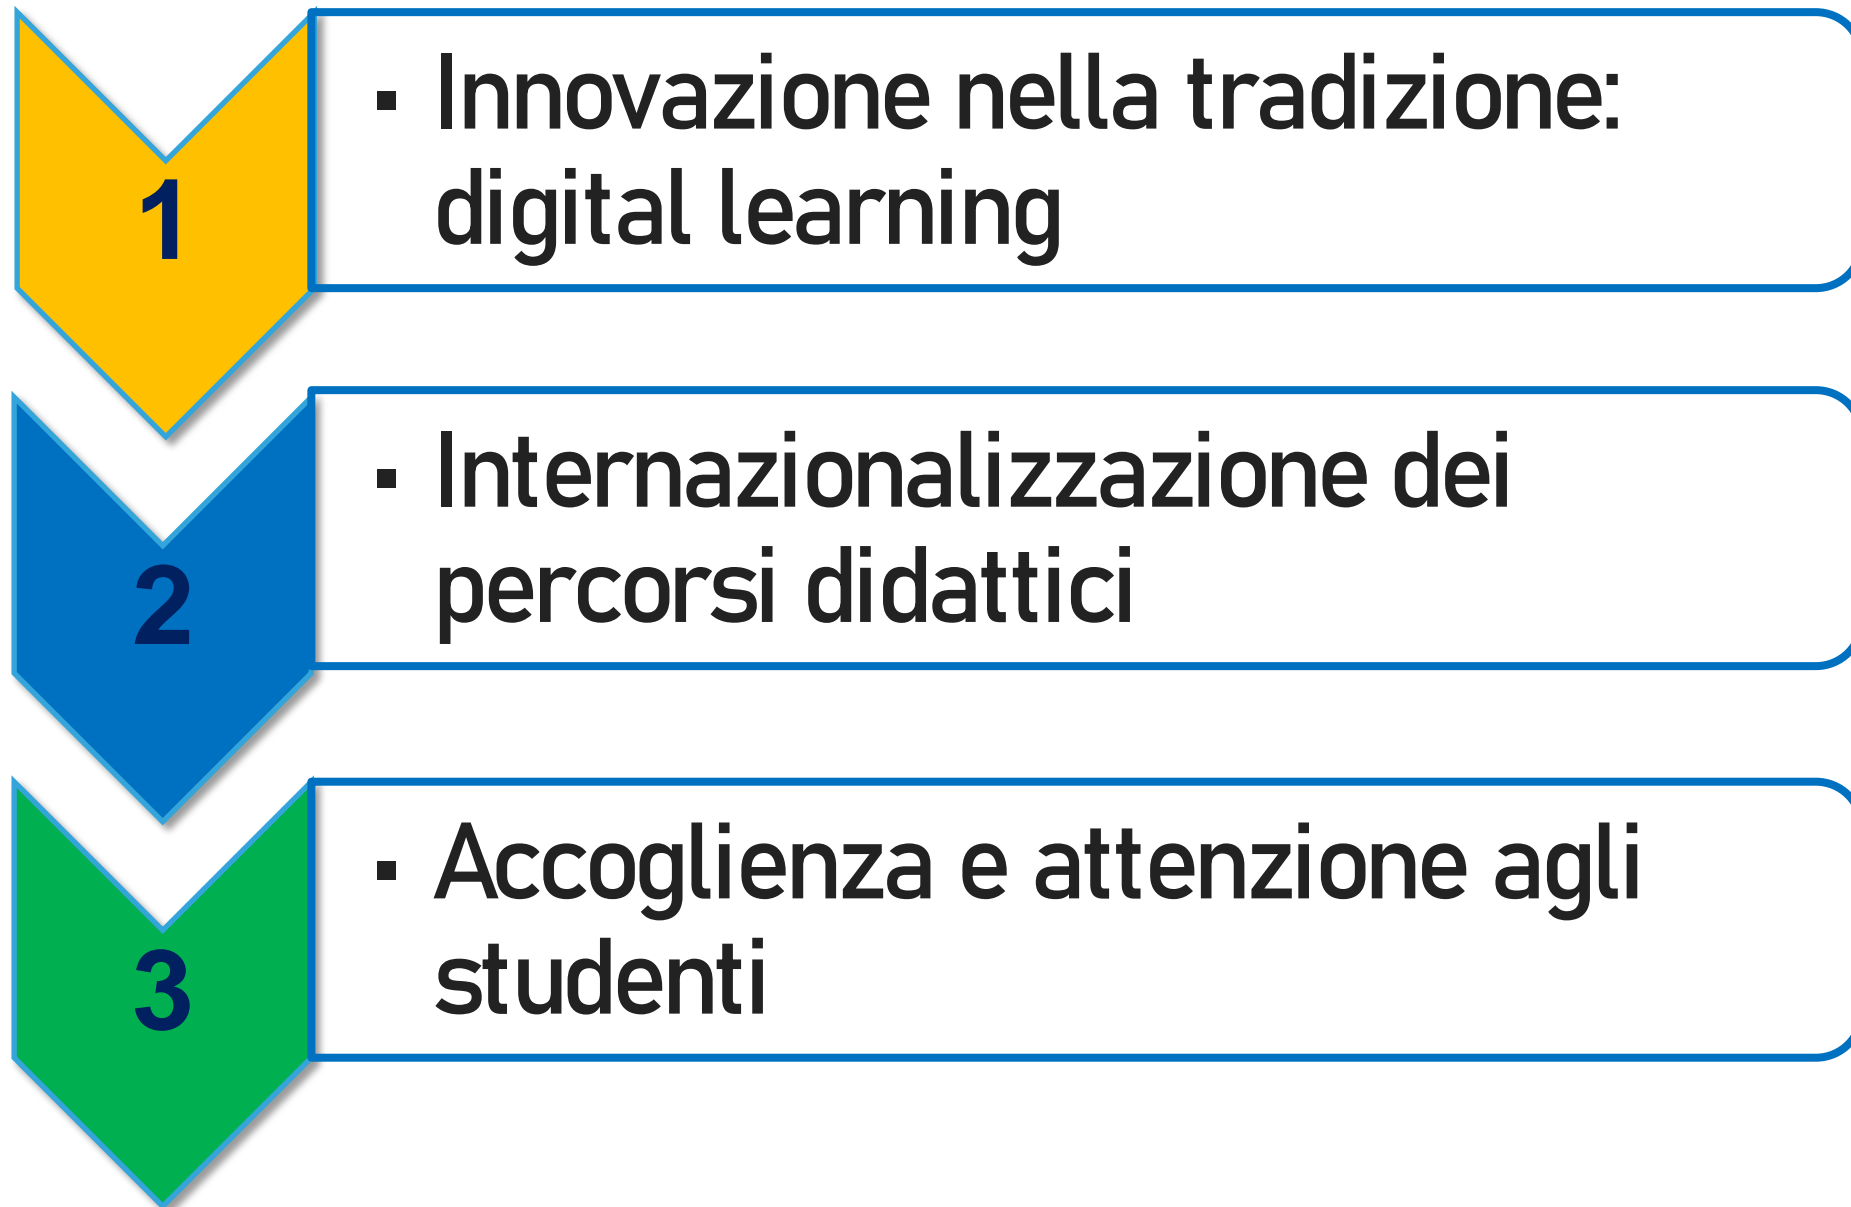 1
▪ Innovazione nella tradizione:
digital learning
2
▪ Internazionalizzazione dei
percorsi didattici
3
▪ Accoglienza e attenzione agli
studenti